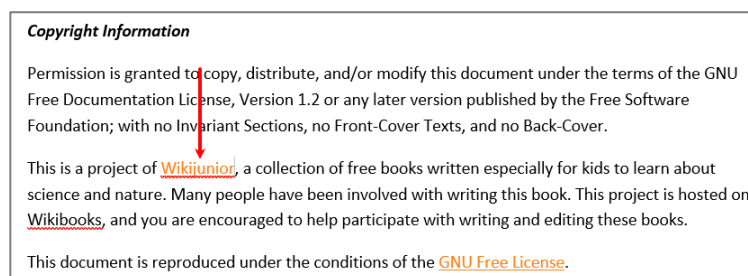 Copyright Information
Permission is granted to copy, distribute, and/or modify this document under the terms of the GNU
Free Documentation License, Version 1.2 or any later version published by the Free Software
Foundation; with no Invariant Sections, no Front-Cover Texts, and no Back-Cover.
This is a project of Wikijunior, a collection of free books written especially for kids to learn about
science and nature. Many people have been involved with writing this book. This project is hosted on
Wikibooks, and you are encouraged to help participate with writing and editing these books.
This document is reproduced under the conditions of the GNU Free License.